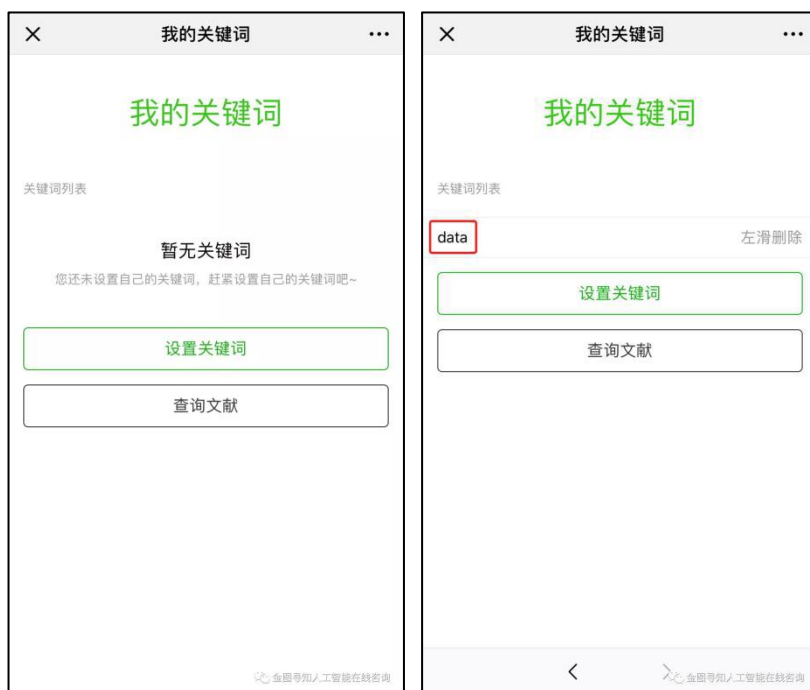 我的关键词
我的关键词
关键词列表
暂无关键词
您还未设置自己的关键词，赶紧设置自己的关键词吧~
设置关键词
查询文献
金图寻知人工智能在线咨询
我的关键词
我的关键词
关键词列表
data
左滑删除
设置关键词
查询文献
金图寻知人工智能在线咨询